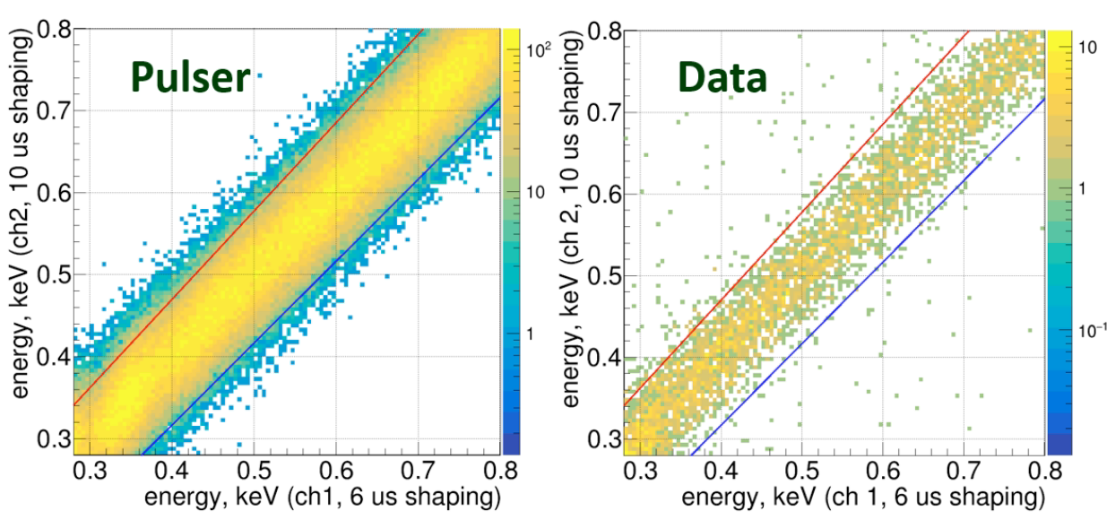 Pulser
energy, keV (ch2, 10 us shaping)
0.8
0.7
0.6
0.5
0.4
0.3
0.3 0.4 0.5 0.6 0.7 0.8
energy, keV (ch1, 6 us shaping)
10²
10
1
Data
energy, keV (ch 2, 10 us shaping)
0.8
0.7
0.6
0.5
0.4
0.3
0.3 0.4 0.5 0.6 0.7 0.8
energy, keV (ch 1, 6 us shaping)
10
1
10⁻¹